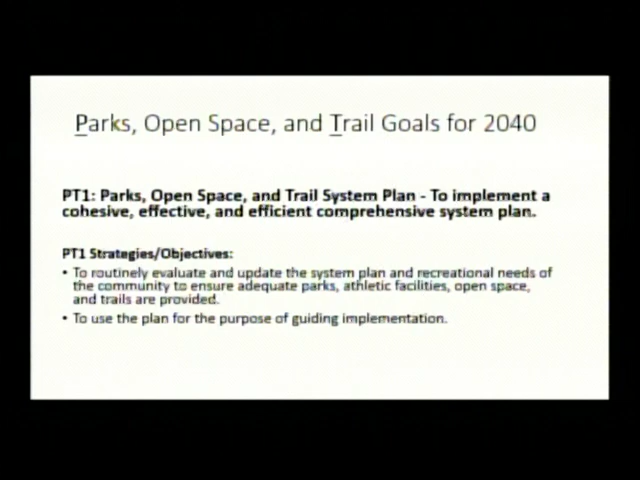 Parks, Open Space, and Trail Goals for 2040
PT1: Parks, Open Space, and Trail System Plan - To implement a
cohesive, effective, and efficient comprehensive system plan.
PT1 Strategies/Objectives:
• To routinely evaluate and update the system plan and recreational needs of
the community to ensure adequate parks, athletic facilities, open space,
and trails are provided.
• To use the plan for the purpose of guiding implementation.